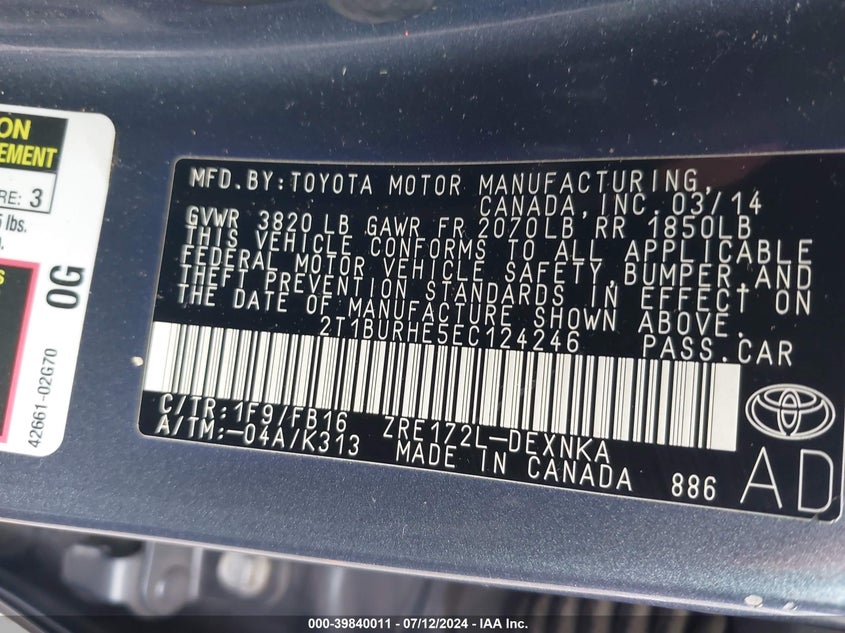 ON
EMENT
RE: 3
lbs.
S
0G
42661-02G70
MFD.BY:TOYOTA MOTOR MANUFACTURING,
CANADA,INC. 03/14
GVWR 3820 LB GAWR FR 2070LB RR 1850LB
THIS VEHICLE CONFORMS TO ALL APPLICABLE
FEDERAL MOTOR VEHICLE SAFETY,BUMPER,AND
THEFT PREVENTION STANDARDS IN EFFECT ON
THE DATE OF MANUFACTURE SHOWN ABOVE.
2T1BURHE5EC124246 PASS.CAR
C/TR:1F9/FB16 ZRE172L-DEXNKA
A/TM:-04A/K313 MADE IN CANADA 886
AD
000-39840011 - 07/12/2024 - IAA Inc.